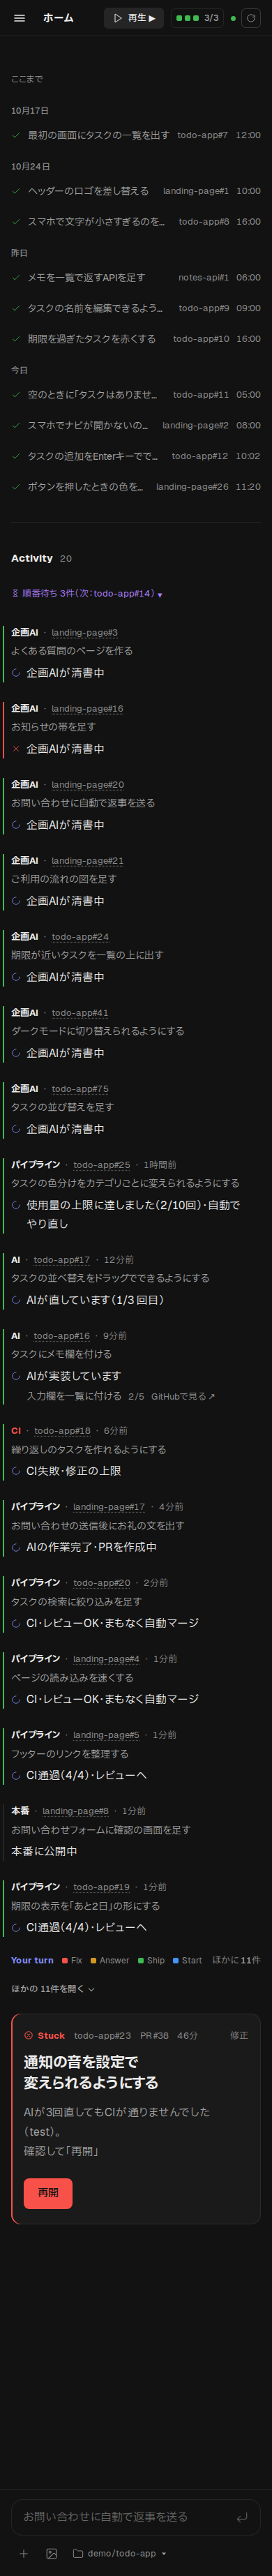 ホーム
再生 ▶
3/3
ここまで
10月17日
最初の画面にタスクの一覧を出す todo-app#7 12:00
10月24日
ヘッダーのロゴを差し替える landing-page#1 10:00
スマホで文字が小さすぎるのを… todo-app#8 16:00
昨日
メモを一覧で返すAPIを足す notes-api#1 06:00
タスクの名前を編集できるよう… todo-app#9 09:00
期限を過ぎたタスクを赤くする todo-app#10 16:00
今日
空のときに「タスクはありませ… todo-app#11 05:00
スマホでナビが開かないの… landing-page#2 08:00
タスクの追加をEnterキーでで… todo-app#12 10:02
ボタンを押したときの色を… landing-page#26 11:20
Activity 20
順番待ち 3件（次：todo-app#14）▾
企画AI · landing-page#3
よくある質問のページを作る
企画AIが清書中
企画AI · landing-page#16
お知らせの帯を足す
企画AIが清書中
企画AI · landing-page#20
お問い合わせに自動で返事を送る
企画AIが清書中
企画AI · landing-page#21
ご利用の流れの図を足す
企画AIが清書中
企画AI · todo-app#24
期限が近いタスクを一覧の上に出す
企画AIが清書中
企画AI · todo-app#41
ダークモードに切り替えられるようにする
企画AIが清書中
企画AI · todo-app#75
タスクの並び替えを足す
企画AIが清書中
パイプライン · todo-app#25 · 1時間前
タスクの色分けをカテゴリごとに変えられるようにする
使用量の上限に達しました（2/10回）・自動で
やり直し
AI · todo-app#17 · 12分前
タスクの並べ替えをドラッグでできるようにする
AIが直しています（1/3 回目）
AI · todo-app#16 · 9分前
タスクにメモ欄を付ける
AIが実装しています
入力欄を一覧に付ける 2/5 GitHubで見る↗
CI · todo-app#18 · 6分前
繰り返しのタスクを作れるようにする
CI失敗・修正の上限
パイプライン · landing-page#17 · 4分前
お問い合わせの送信後にお礼の文を出す
AIの作業完了・PRを作成中
パイプライン · todo-app#20 · 2分前
タスクの検索に絞り込みを足す
CI・レビューOK・まもなく自動マージ
パイプライン · landing-page#4 · 1分前
ページの読み込みを速くする
CI・レビューOK・まもなく自動マージ
パイプライン · landing-page#5 · 1分前
フッターのリンクを整理する
CI通過（4/4）・レビューへ
本番 · landing-page#8 · 1分前
お問い合わせフォームに確認の画面を足す
本番に公開中
パイプライン · todo-app#19 · 1分前
期限の表示を「あと2日」の形にする
CI通過（4/4）・レビューへ
Your turn Fix Answer Ship Start ほかに 11件
ほかの 11件を開く
Stuck todo-app#23 PR#38 46分 修正
通知の音を設定で
変えられるようにする
AIが3回直してもCIが通りませんでした
（test）。
確認して「再開」
再開
お問い合わせに自動で返事を送る
demo/todo-app